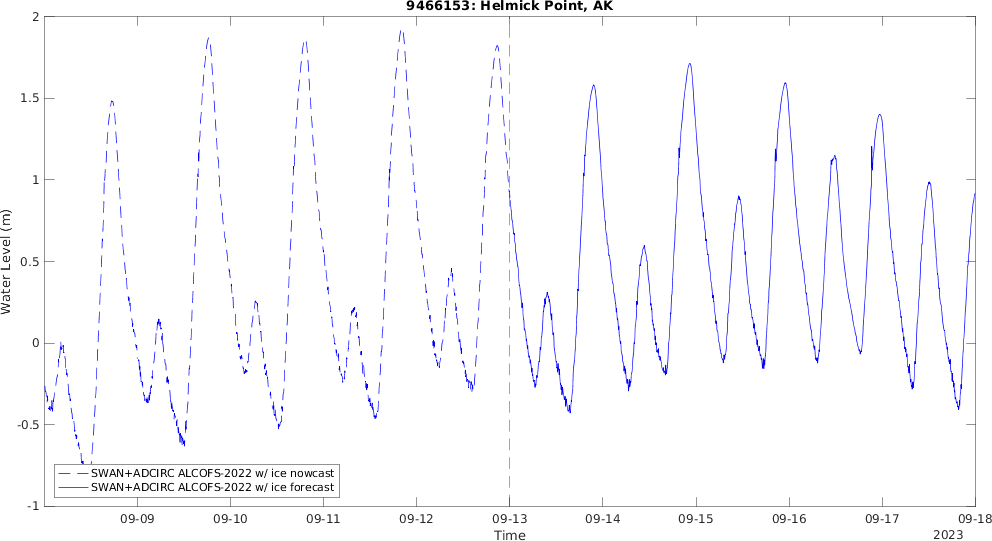 9466153: Helmick Point, AK
2
1.5
1
0.5
0
-0.5
-1
Water Level (m)
SWAN+ADCIRC ALCOFS-2022 w/ ice nowcast
SWAN+ADCIRC ALCOFS-2022 w/ ice forecast
09-09 09-10 09-11 09-12 09-13 09-14 09-15 09-16 09-17 09-18
Time
2023